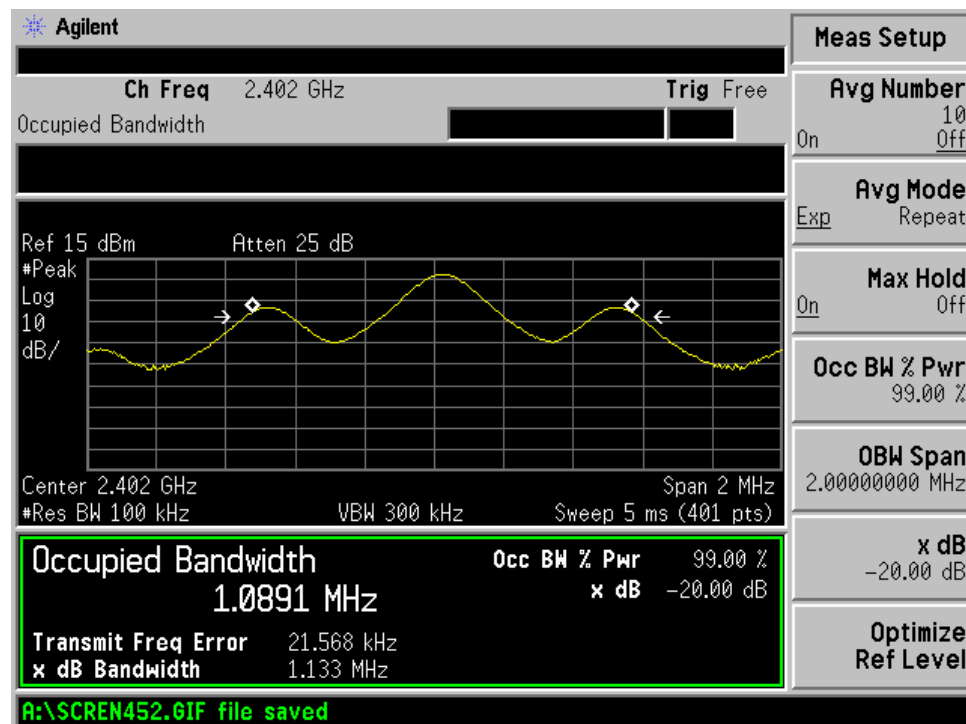 Agilent
Ch Freq 2.402 GHz Trig Free
Occupied Bandwidth
Ref 15 dBm Atten 25 dB
#Peak
Log
10
dB/
Center 2.402 GHz Span 2 MHz
#Res BW 100 kHz VBW 300 kHz Sweep 5 ms (401 pts)
Occupied Bandwidth
1.0891 MHz
Occ BW % Pwr 99.00 %
x dB -20.00 dB
Transmit Freq Error 21.568 kHz
x dB Bandwidth 1.133 MHz
A:\SCREN452.GIF file saved
Meas Setup
Avg Number
10
On Off
Avg Mode
Exp Repeat
Max Hold
On Off
Occ BW % Pwr
99.00 %
OBW Span
2.00000000 MHz
x dB
-20.00 dB
Optimize
Ref Level